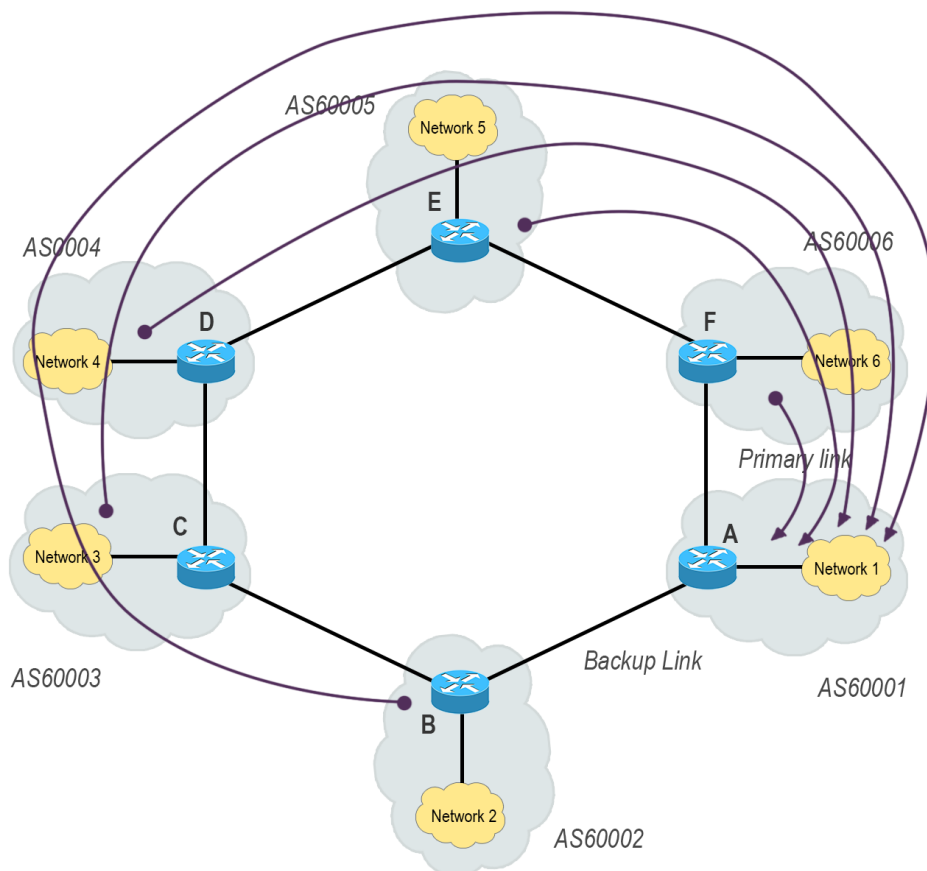 AS60005
Network 5
E
AS0004
AS60006
D
F
Network 4
Network 6
Primary link
C
A
Network 3
Network 1
Backup Link
AS60003
AS60001
B
Network 2
AS60002